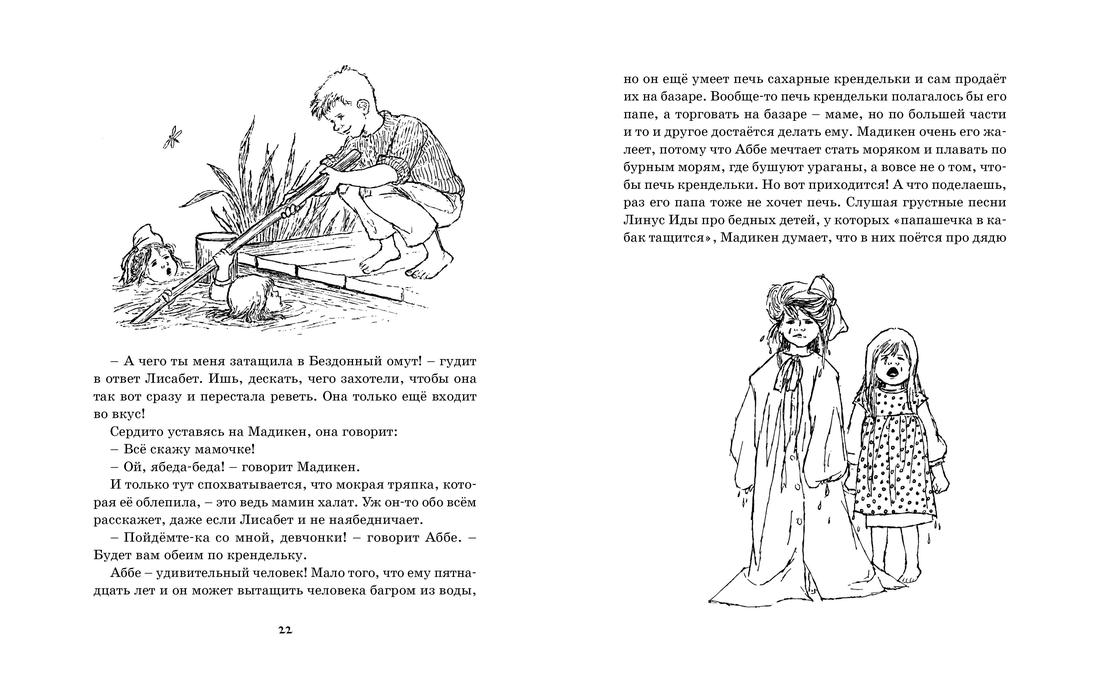 – А чего ты меня затащила в Бездонный омут! – гудит
в ответ Лисабет. Ишь, дескать, чего захотели, чтобы она
так вот сразу и перестала реветь. Она только ещё входит
во вкус!
Сердито уставясь на Мадикен, она говорит:
– Всё скажу мамочке!
– Ой, ябеда-беда! – говорит Мадикен.
И только тут спохватывается, что мокрая тряпка, кото-
рая её облепила, – это ведь мамин халат. Уж он-то обо всём
расскажет, даже если Лисабет и не наябедничает.
– Пойдёмте-ка со мной, девчонки! – говорит Аббе. –
Будет вам обеим по крендельку.
Аббе – удивительный человек! Мало того, что ему пятна-
дцать лет и он может вытащить человека багром из воды,
22
но он ещё умеет печь сахарные крендельки и сам продаёт
их на базаре. Вообще-то печь крендельки полагалось бы его
папе, а торговать на базаре – маме, но по большей части
и то и другое достаётся делать ему. Мадикен очень его жа-
леет, потому что Аббе мечтает стать моряком и плавать по
бурным морям, где бушуют ураганы, а вовсе не о том, что-
бы печь крендельки. Но вот приходится! А что поделаешь,
раз его папа тоже не хочет печь. Слушая грустные песни
Линус Иды про бедных детей, у которых «папашечка в ка-
бак тащится», Мадикен думает, что в них поётся про дядю